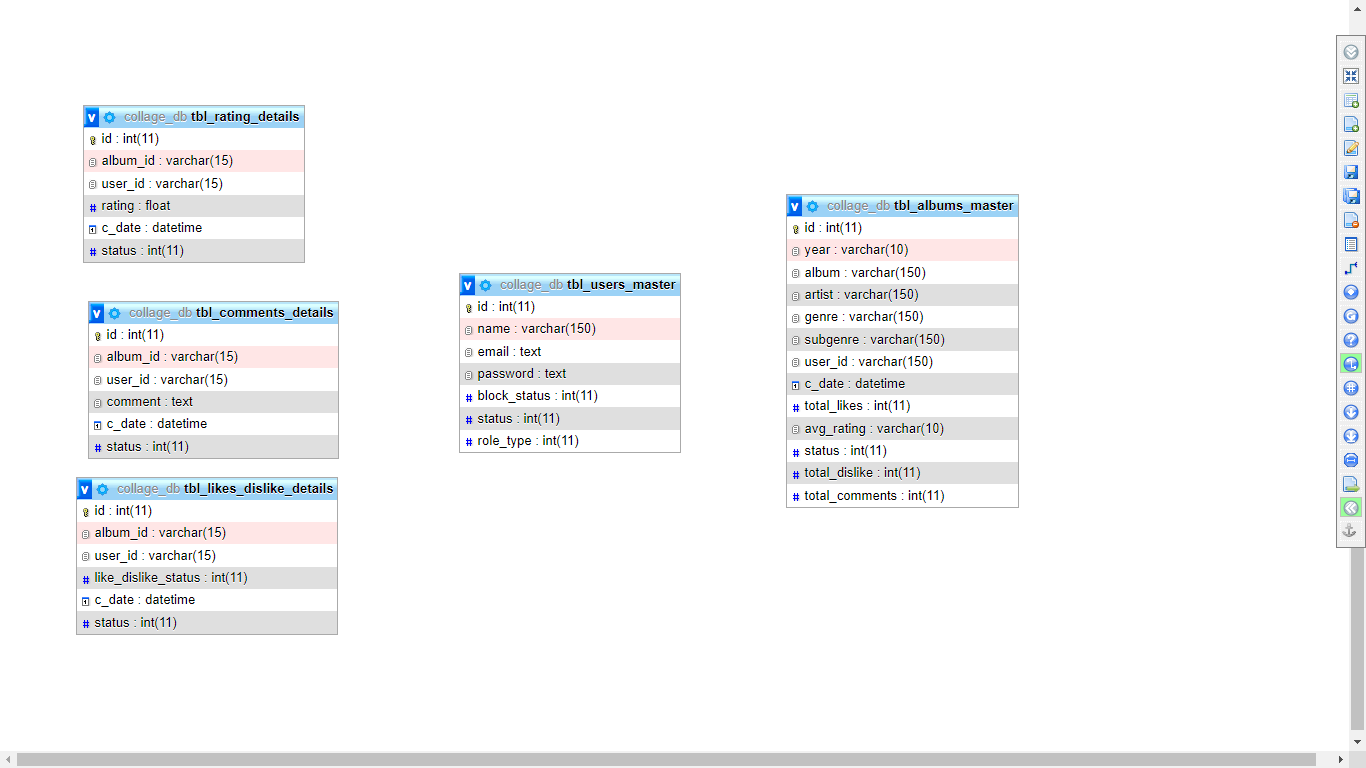 v collage_db tbl_rating_details
id : int(11)
album_id : varchar(15)
user_id : varchar(15)
# rating : float
c_date : datetime
# status : int(11)
v collage_db tbl_comments_details
id : int(11)
album_id : varchar(15)
user_id : varchar(15)
comment : text
c_date : datetime
# status : int(11)
v collage_db tbl_likes_dislike_details
id : int(11)
album_id : varchar(15)
user_id : varchar(15)
# like_dislike_status : int(11)
c_date : datetime
# status : int(11)
v collage_db tbl_users_master
id : int(11)
name : varchar(150)
email : text
password : text
# block_status : int(11)
# status : int(11)
# role_type : int(11)
v collage_db tbl_albums_master
id : int(11)
year : varchar(10)
album : varchar(150)
artist : varchar(150)
genre : varchar(150)
subgenre : varchar(150)
user_id : varchar(150)
c_date : datetime
# total_likes : int(11)
avg_rating : varchar(10)
# status : int(11)
# total_dislike : int(11)
# total_comments : int(11)